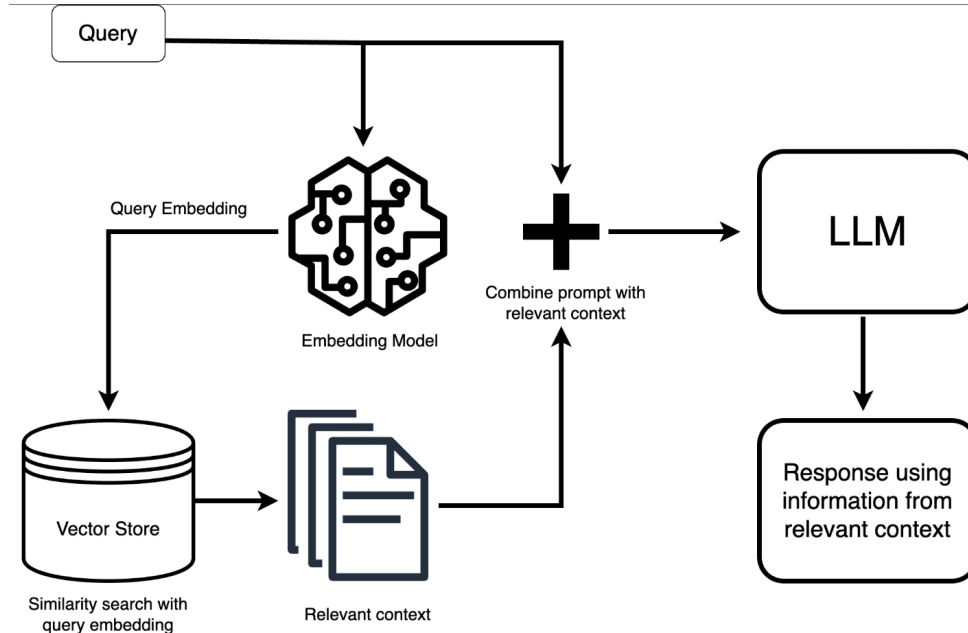 Query
Query Embedding
Embedding Model
Combine prompt with
relevant context
LLM
Vector Store
Similarity search with
query embedding
Relevant context
Response using
information from
relevant context